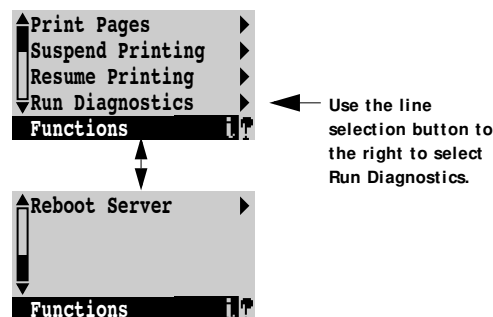 Print Pages
Suspend Printing
Resume Printing
Run Diagnostics
Functions
Use the line
selection button to
the right to select
Run Diagnostics.
Reboot Server
Functions